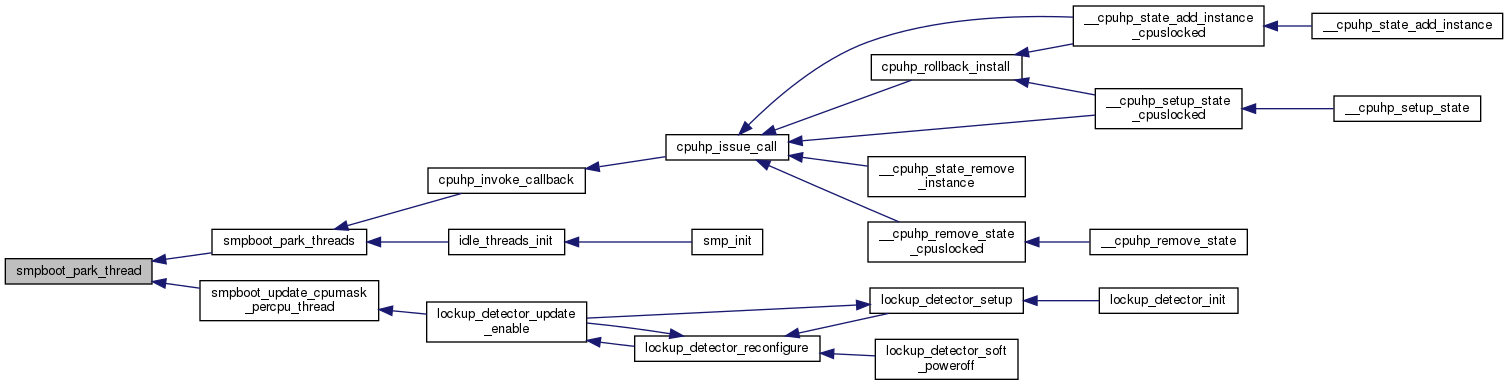 __cpuhp_state_add_instance
_cpuslocked
__cpuhp_state_add_instance
cpuhp_rollback_install
__cpuhp_setup_state
_cpuslocked
__cpuhp_setup_state
cpuhp_issue_call
__cpuhp_state_remove
_instance
cpuhp_invoke_callback
__cpuhp_remove_state
_cpuslocked
__cpuhp_remove_state
smpboot_park_threads
idle_threads_init
smp_init
smpboot_park_thread
smpboot_update_cpumask
_percpu_thread
lockup_detector_update
_enable
lockup_detector_setup
lockup_detector_init
lockup_detector_reconfigure
lockup_detector_soft
_poweroff